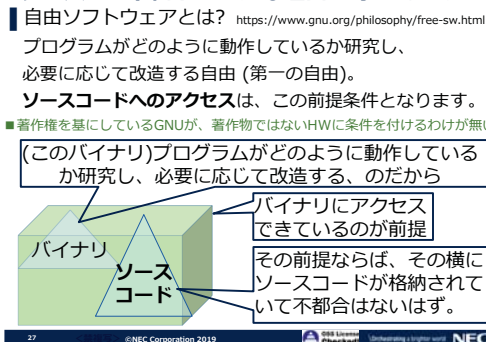 自由ソフトウェアとは? https://www.gnu.org/philosophy/free-sw.html
プログラムがどのように動作しているか研究し、
必要に応じて改造する自由 (第一の自由)。
ソースコードへのアクセスは、この前提条件となります。
■著作権を基にしているGNUが、著作物ではないHWに条件を付けるわけが無い
(このバイナリ)プログラムがどのように動作している
か研究し、必要に応じて改造する、のだから
バイナリにアクセス
できているのが前提
バイナリ
ソース
コード
その前提ならば、その横に
ソースコードが格納されて
いて不都合はないはず。
27 ©NEC Corporation 2019 OSS License Checked! Orchestrating a brighter world NEC